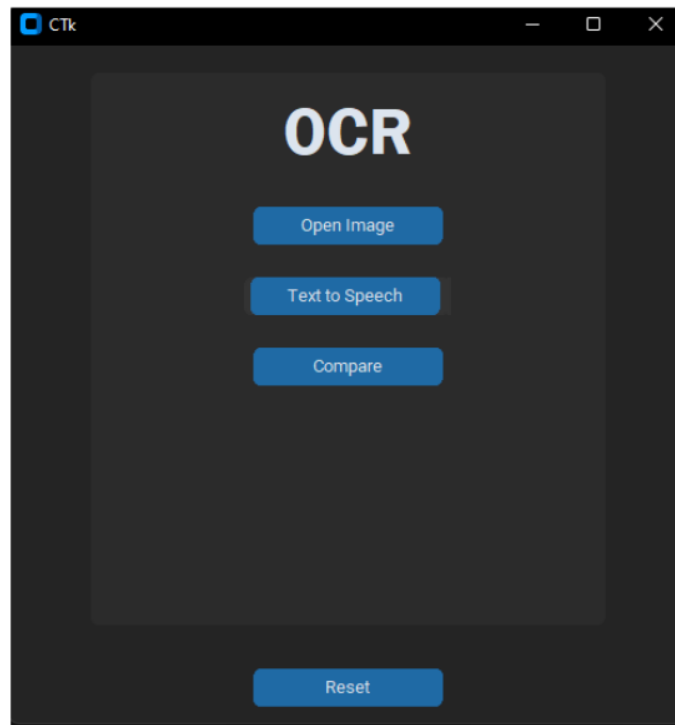 CTk
OCR
Open Image
Text to Speech
Compare
Reset